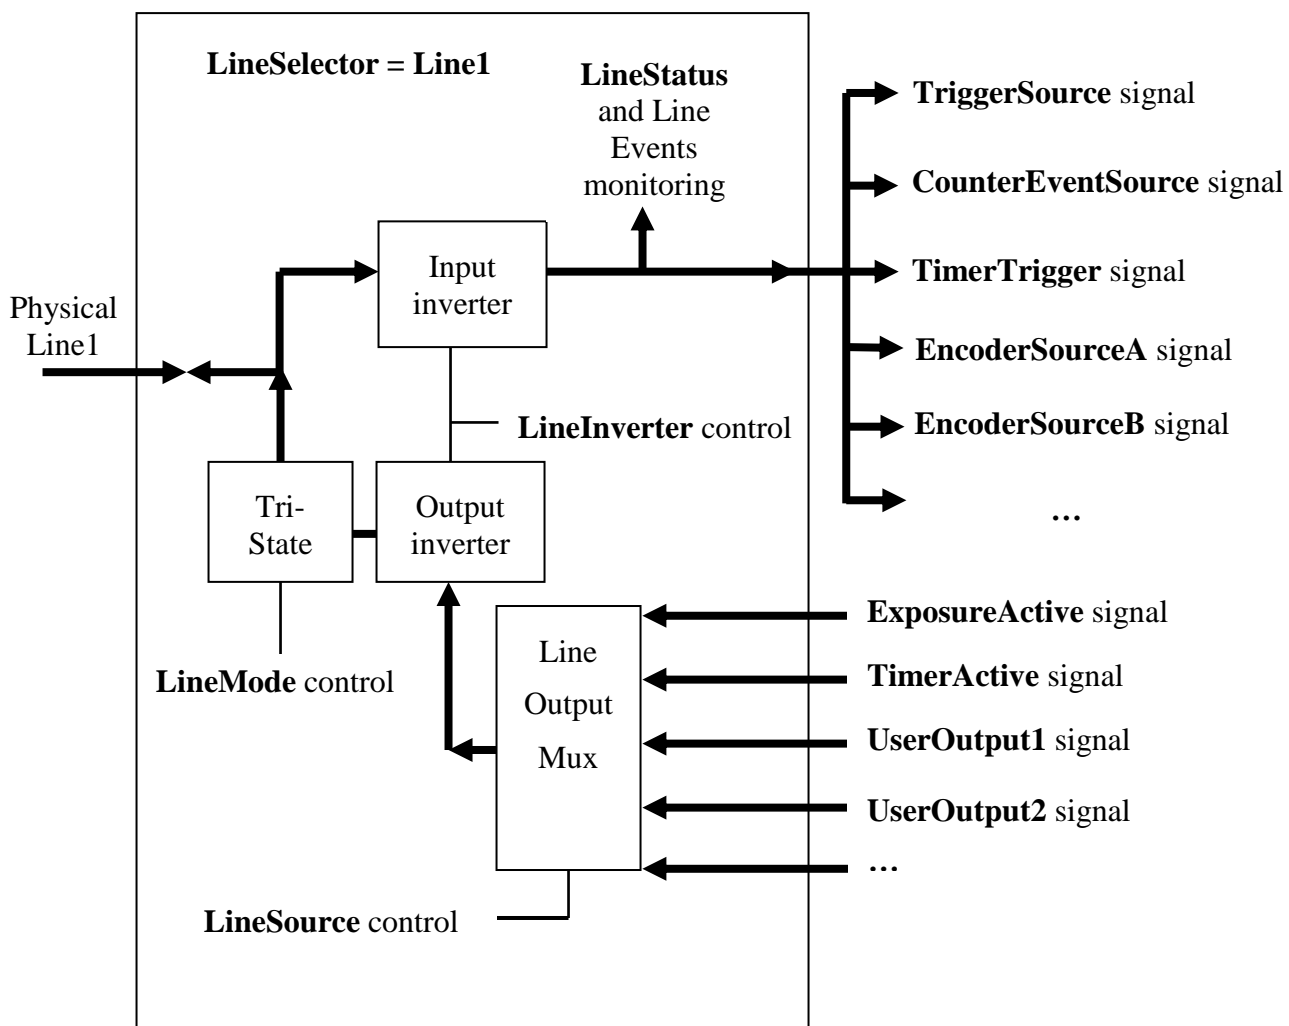 LineSelector = Line1
LineStatus
and Line
Events
monitoring
TriggerSource signal
CounterEventSource signal
TimerTrigger signal
EncoderSourceA signal
EncoderSourceB signal
...
Physical
Line1
Input
inverter
LineInverter control
Tri-
State
Output
inverter
LineMode control
Line
Output
Mux
LineSource control
ExposureActive signal
TimerActive signal
UserOutput1 signal
UserOutput2 signal
...